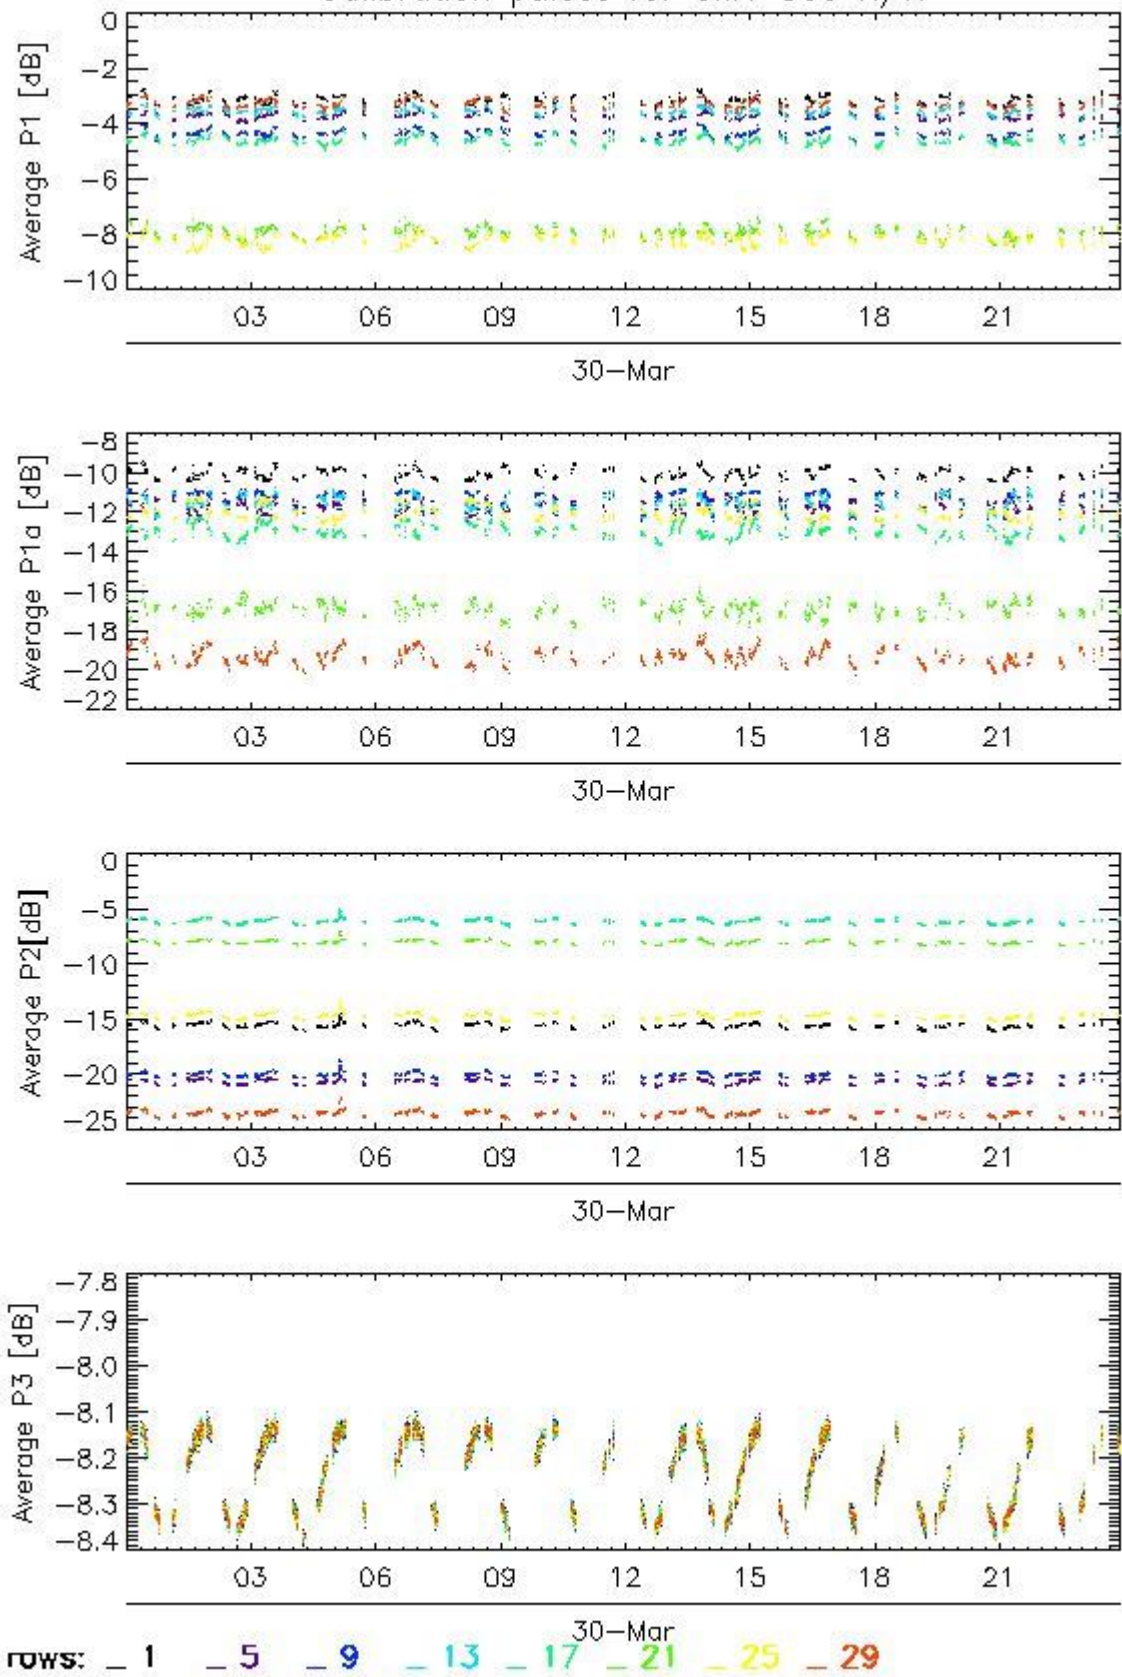 Average P1 [dB]
0
−2
−4
−6
−8
−10
03 06 09 12 15 18 21
30−Mar
Average P1a [dB]
−8
−10
−12
−14
−16
−18
−20
−22
03 06 09 12 15 18 21
30−Mar
Average P2[dB]
0
−5
−10
−15
−20
−25
03 06 09 12 15 18 21
30−Mar
Average P3 [dB]
−7.8
−7.9
−8.0
−8.1
−8.2
−8.3
−8.4
03 06 09 12 15 18 21
30−Mar
rows: _ 1 _ 5 _ 9 _ 13 _ 17 _ 21 _ 25 _ 29